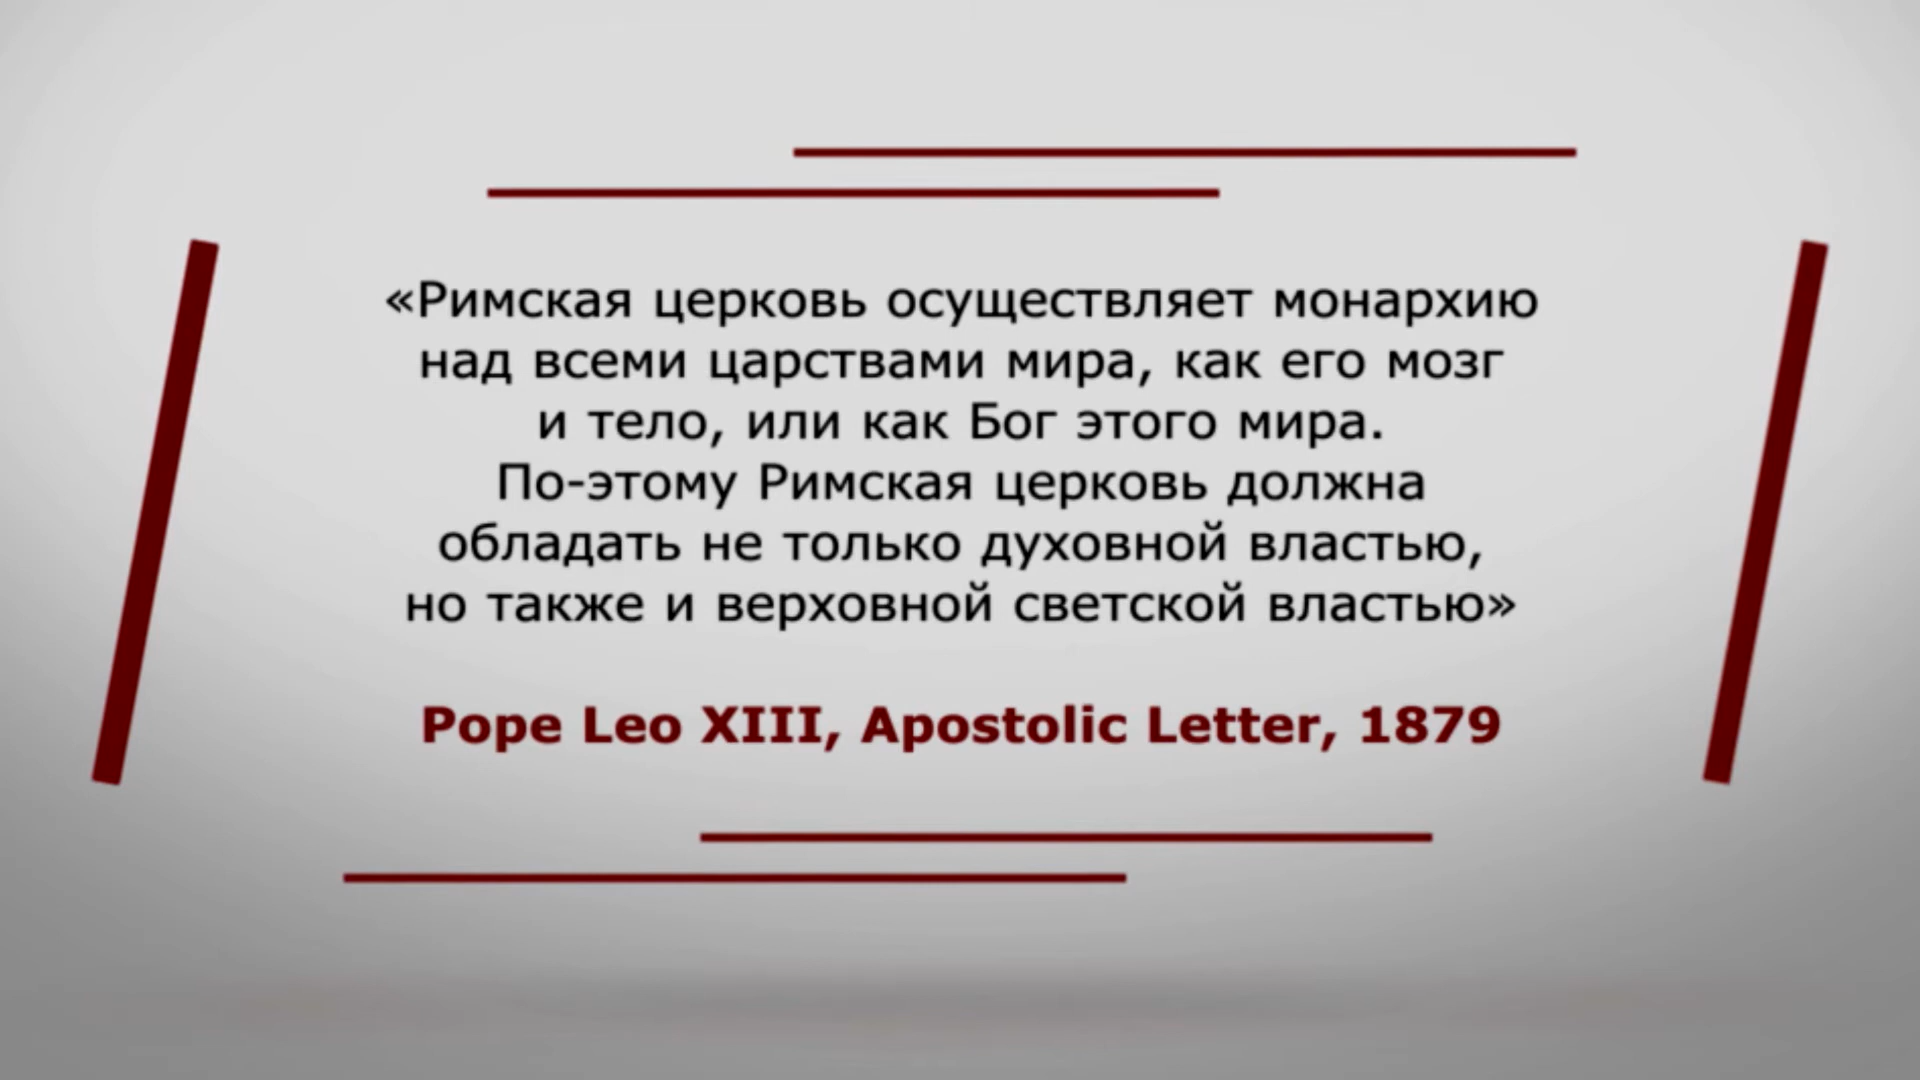 «Римская церковь осуществляет монархию
над всеми царствами мира, как его мозг
и тело, или как Бог этого мира.
По-этому Римская церковь должна
обладать не только духовной властью,
но также и верховной светской властью»
Pope Leo XIII, Apostolic Letter, 1879